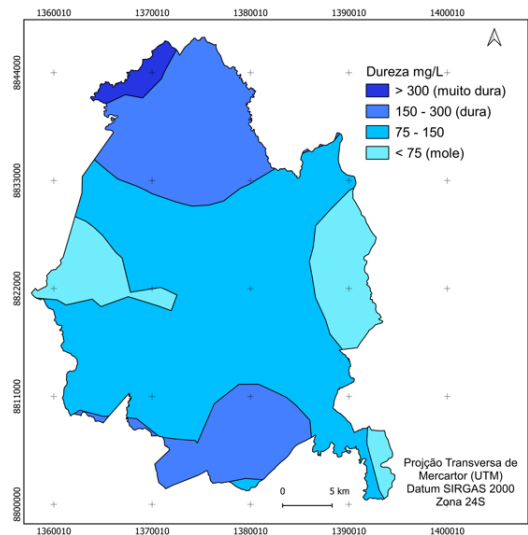 1360010 1370010 1380010 1390010 1400010
8844000
8833000
8822000
8811000
8800000
Dureza mg/L
> 300 (muito dura)
150 - 300 (dura)
75 - 150
< 75 (mole)
Projção Transversa de
Mercartor (UTM)
Datum SIRGAS 2000
Zona 24S
0 5 km
1360010 1370010 1380010 1390010 1400010